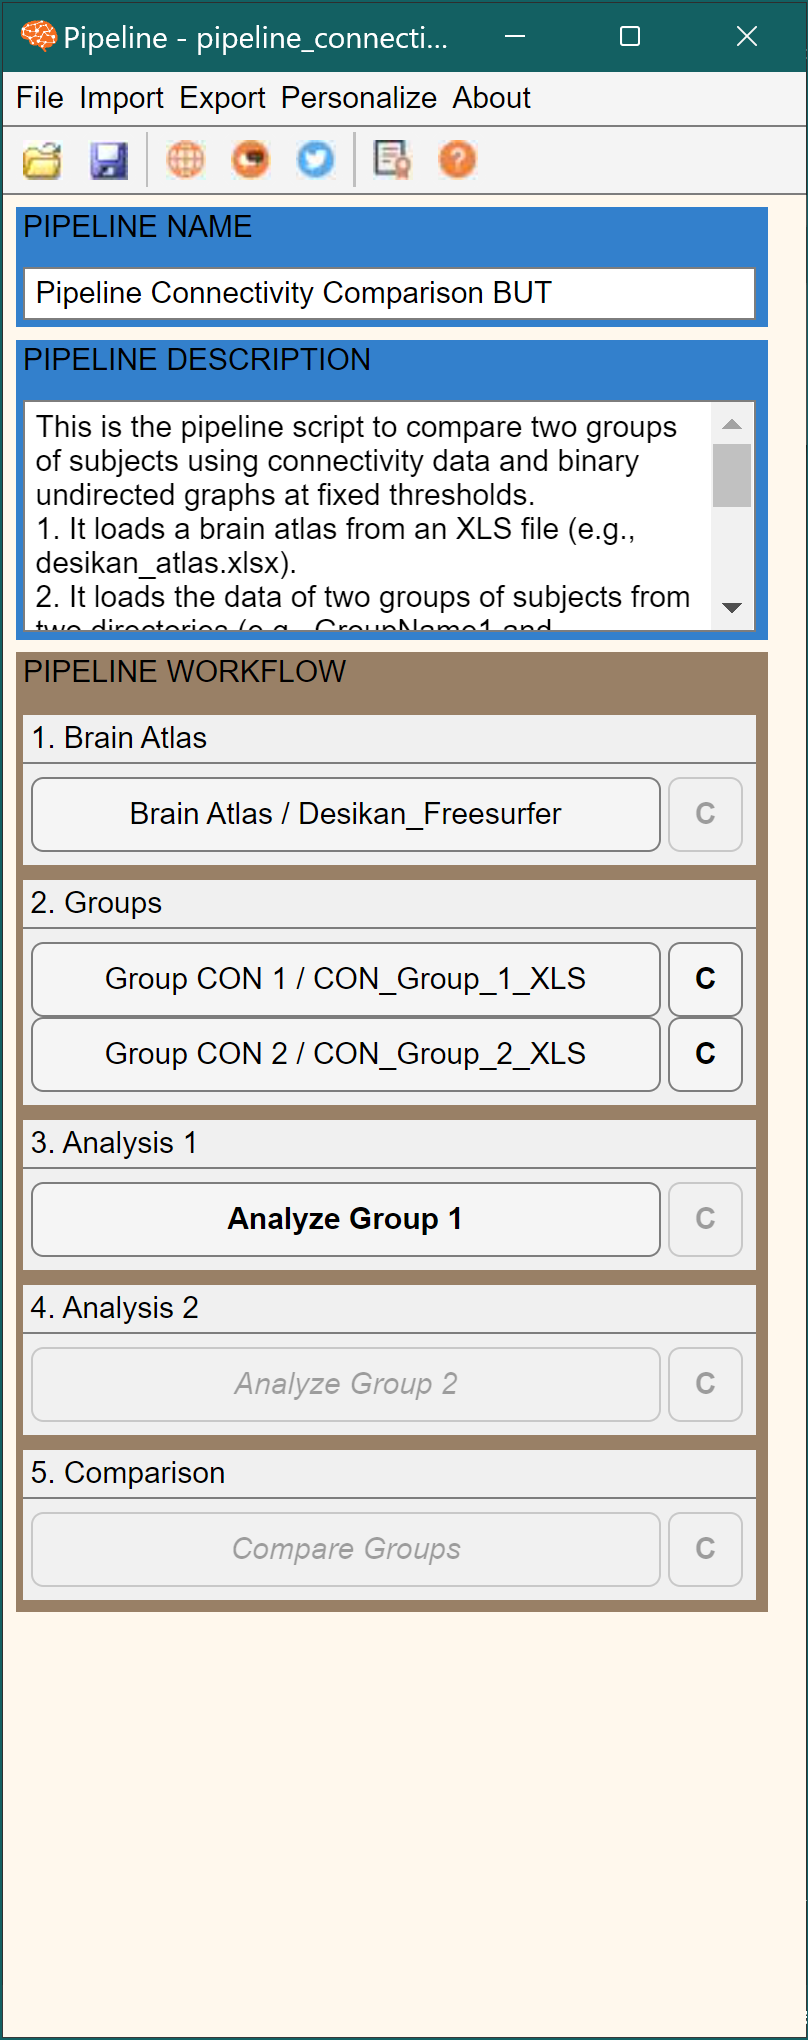 Pipeline - pipeline_connecti...
File Import Export Personalize About
PIPELINE NAME
Pipeline Connectivity Comparison BUT
PIPELINE DESCRIPTION
This is the pipeline script to compare two groups
of subjects using connectivity data and binary
undirected graphs at fixed thresholds.
1. It loads a brain atlas from an XLS file (e.g.,
desikan_atlas.xlsx).
2. It loads the data of two groups of subjects from
two directories (e.g., GroupName1 and
PIPELINE WORKFLOW
1. Brain Atlas
Brain Atlas / Desikan_Freesurfer C
2. Groups
Group CON 1 / CON_Group_1_XLS C
Group CON 2 / CON_Group_2_XLS C
3. Analysis 1
Analyze Group 1 C
4. Analysis 2
Analyze Group 2 C
5. Comparison
Compare Groups C